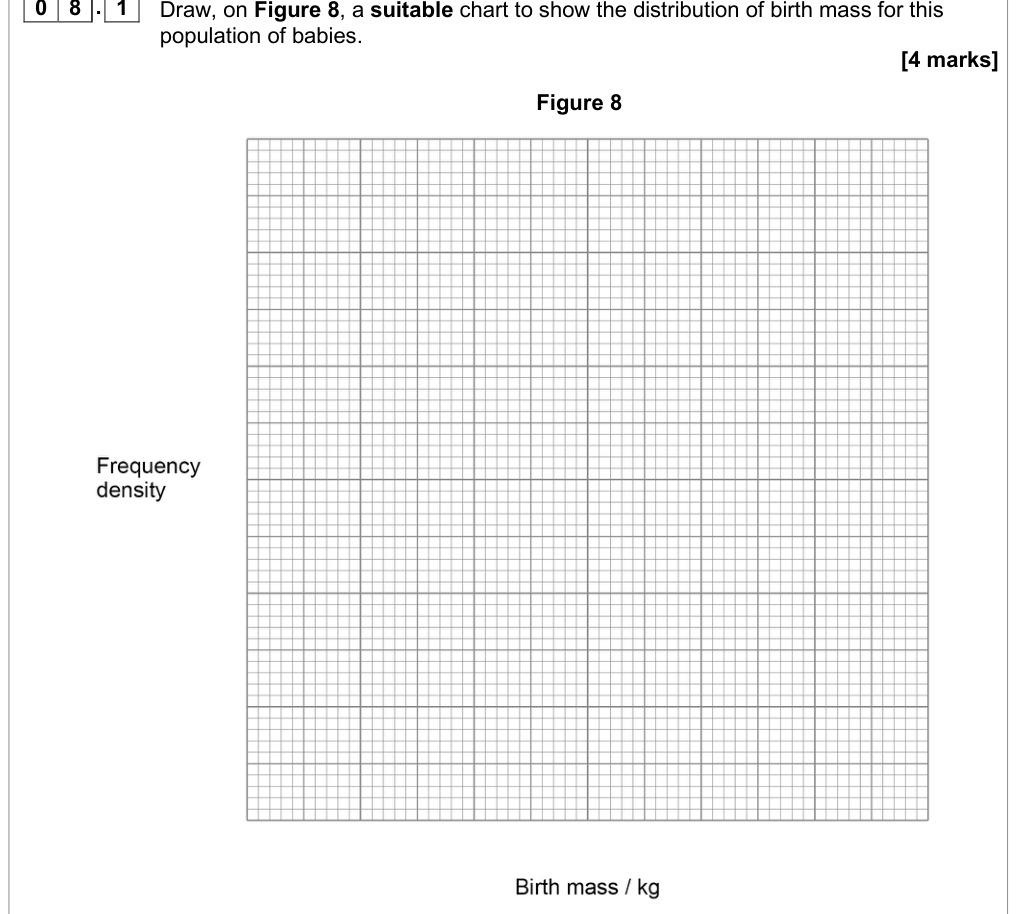 0 8 . 1 Draw, on Figure 8, a suitable chart to show the distribution of birth mass for this
population of babies.
[4 marks]
Figure 8
Frequency
density
Birth mass / kg